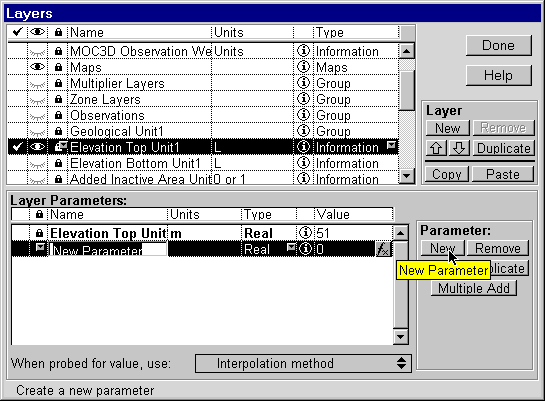 Layers
Name Units Type
MOC3D Observation We Units Information
Maps Maps
Multiplier Layers Group
Zone Layers Group
Observations Group
Geological Unit1 Group
Elevation Top Unit1 L Information
Elevation Bottom Unit1 L Information
Added Inactive Area Unit 0 or 1 Information
Done
Help
Layer
New Remove
Duplicate
Copy Paste
Layer Parameters:
Name Units Type Value
Elevation Top Unit m Real 51
New Parameter Real 0
fx
Parameter:
New Remove
New Parameter
licate
Multiple Add
When probed for value, use: Interpolation method
Create a new parameter